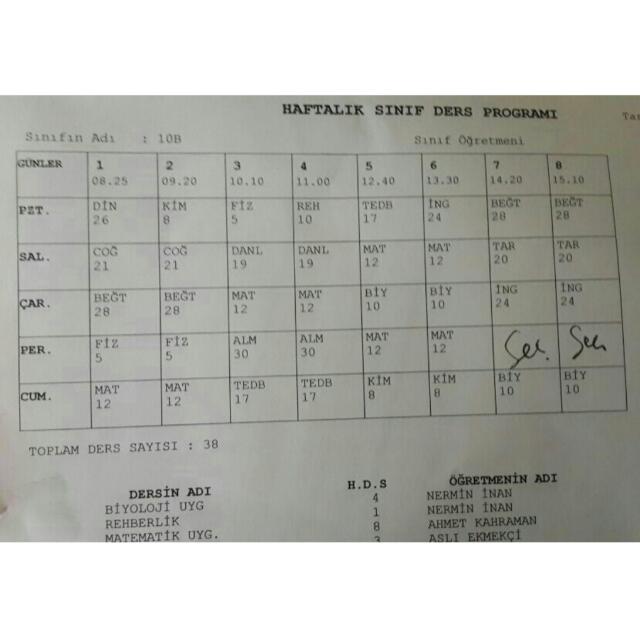 HAFTALIK SINIF DERS PROGRAMI
Sınıfın Adı : 10B Sınıf Öğretmeni
GÜNLER 1 2 3 4 5 6 7 8
08.25 09.20 10.10 11.00 12.40 13.30 14.20 15.10
PZT. DİN KİM FİZ REH TEDB İNG BEĞT BEĞT
26 8 5 10 17 24 28 28
SAL. COĞ COĞ DANL DANL MAT MAT TAR TAR
21 21 19 19 12 12 20 20
ÇAR. BEĞT BEĞT MAT MAT BİY BİY İNG İNG
28 28 12 12 10 10 24 24
PER. FİZ FİZ ALM ALM MAT MAT
5 5 30 30 12 12
CUM. MAT MAT TEDB TEDB KİM KİM BİY BİY
12 12 17 17 8 8 10 10
TOPLAM DERS SAYISI : 38
DERSİN ADI H.D.S ÖĞRETMENİN ADI
BİYOLOJİ UYG 4 NERMİN İNAN
REHBERLİK 1 NERMİN İNAN
MATEMATİK UYG. 8 AHMET KAHRAMAN
3 ASLI EKMEKÇİ